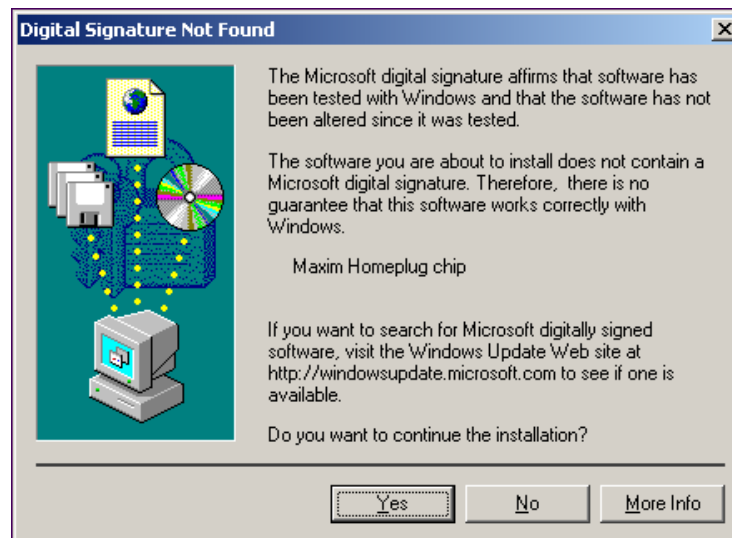 Digital Signature Not Found
The Microsoft digital signature affirms that software has
been tested with Windows and that the software has not
been altered since it was tested.
The software you are about to install does not contain a
Microsoft digital signature. Therefore, there is no
guarantee that this software works correctly with
Windows.
Maxim Homeplug chip
If you want to search for Microsoft digitally signed
software, visit the Windows Update Web site at
http://windowsupdate.microsoft.com to see if one is
available.
Do you want to continue the installation?
Yes No More Info